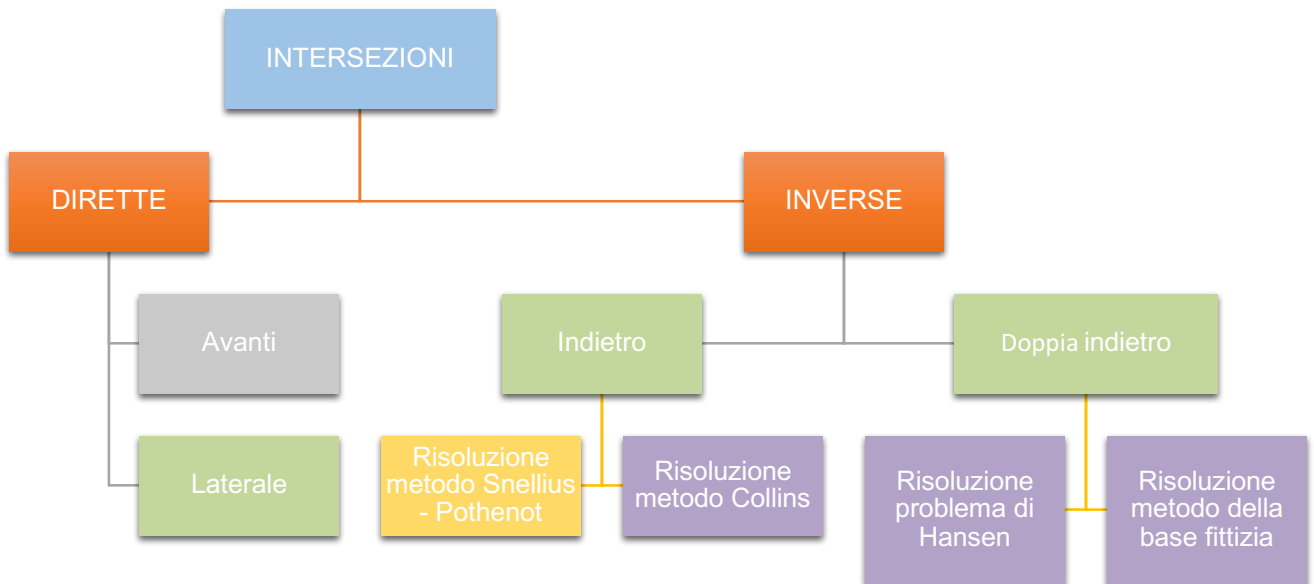 INTERSEZIONI
DIRETTE
INVERSE
Avanti
Indietro
Doppia indietro
Laterale
Risoluzione
metodo Snellius
- Pothenot
Risoluzione
metodo Collins
Risoluzione
problema di
Hansen
Risoluzione
metodo della
base fittizia